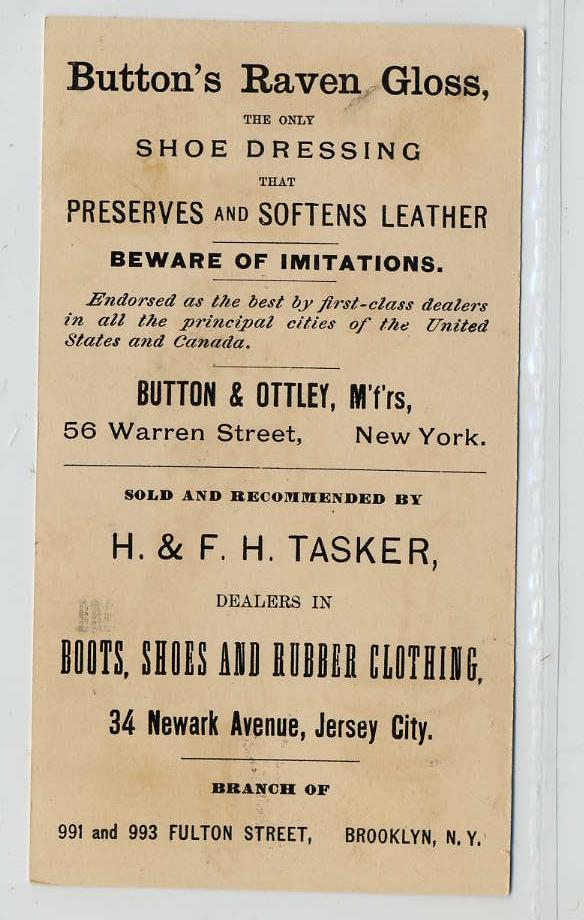 Button's Raven Gloss,
THE ONLY
SHOE DRESSING
THAT
PRESERVES AND SOFTENS LEATHER
BEWARE OF IMITATIONS.
Endorsed as the best by first-class dealers
in all the principal cities of the United
States and Canada.
BUTTON & OTTLEY, M'f'rs,
56 Warren Street, New York.
SOLD AND RECOMMENDED BY
H. & F. H. TASKER,
DEALERS IN
BOOTS, SHOES AND RUBBER CLOTHING,
34 Newark Avenue, Jersey City.
BRANCH OF
991 and 993 FULTON STREET, BROOKLYN, N. Y.